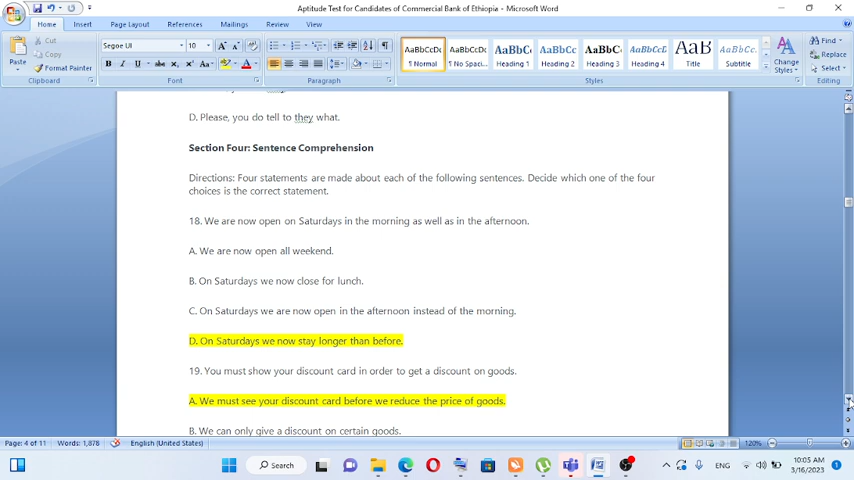 Aptitude Test for Candidates of Commercial Bank of Ethiopia - Microsoft Word
Home Insert Page Layout References Mailings Review View
Paste
Cut
Copy
Format Painter
Clipboard
Segoe UI 10
B I U abc x₂ x² Aa A
Font
Paragraph
AaBbCcDc AaBbCcDc AaBbC AaBbCc AaBbC AaBbCcL AaB AaBbCc.
¶ Normal ¶ No Spaci... Heading 1 Heading 2 Heading 3 Heading 4 Title Subtitle
Change Styles
Styles
Find
Replace
Select
Editing
D. Please, you do tell to they what.
Section Four: Sentence Comprehension
Directions: Four statements are made about each of the following sentences. Decide which one of the four
choices is the correct statement.
18. We are now open on Saturdays in the morning as well as in the afternoon.
A. We are now open all weekend.
B. On Saturdays we now close for lunch.
C. On Saturdays we are now open in the afternoon instead of the morning.
D. On Saturdays we now stay longer than before.
19. You must show your discount card in order to get a discount on goods.
A. We must see your discount card before we reduce the price of goods.
B. We can only give a discount on certain goods.
Page: 4 of 11 Words: 1,878 English (United States) 120%
Search ENG 10:05 AM
3/16/2023